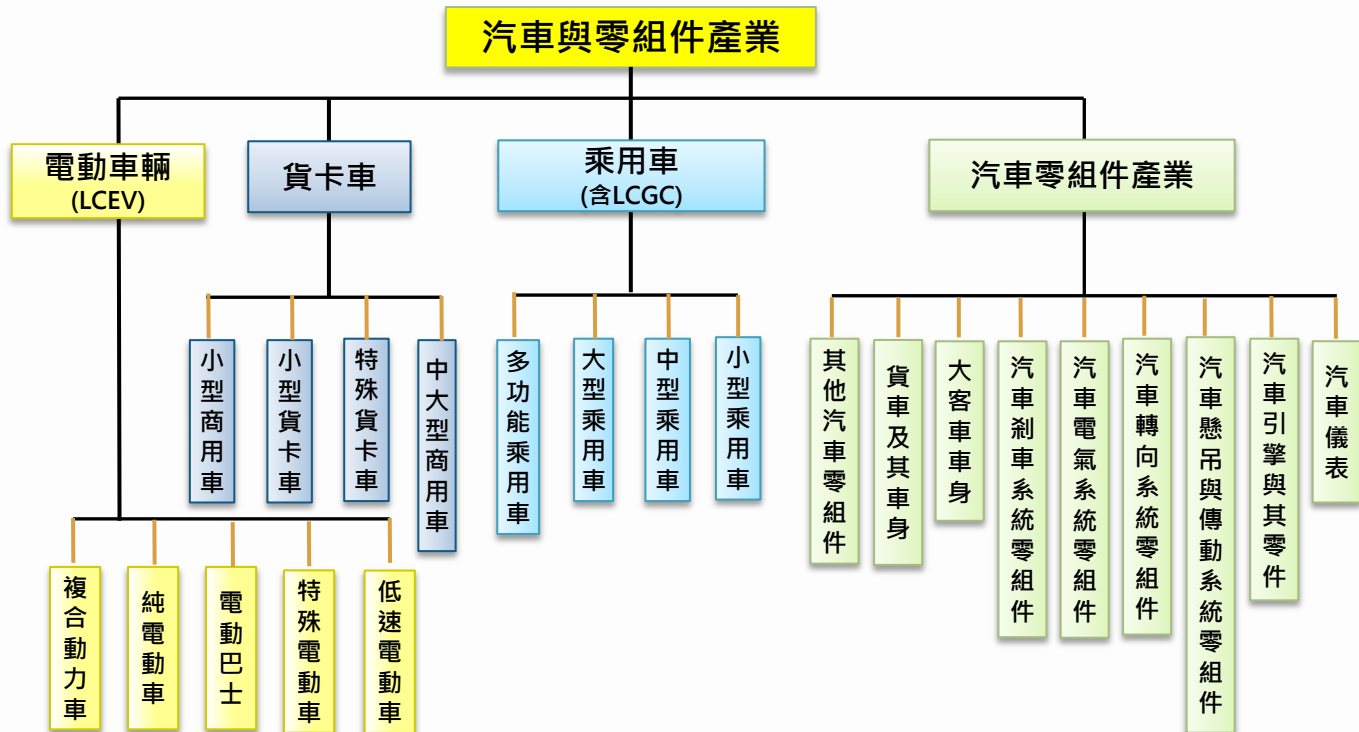 汽車與零組件產業
電動車輛
(LCEV)
貨卡車
乘用車
(含LCGC)
汽車零組件產業
小型商用車
小型貨卡車
特殊貨卡車
中大型商用車
多功能乘用車
大型乘用車
中型乘用車
小型乘用車
其他汽車零組件
貨車及其車身
大客車車身
汽車剎車系統零組件
汽車電氣系統零組件
汽車轉向系統零組件
汽車懸吊與傳動系統零組件
汽車引擎與其零件
汽車儀表
複合動力車
純電動車
電動巴士
特殊電動車
低速電動車